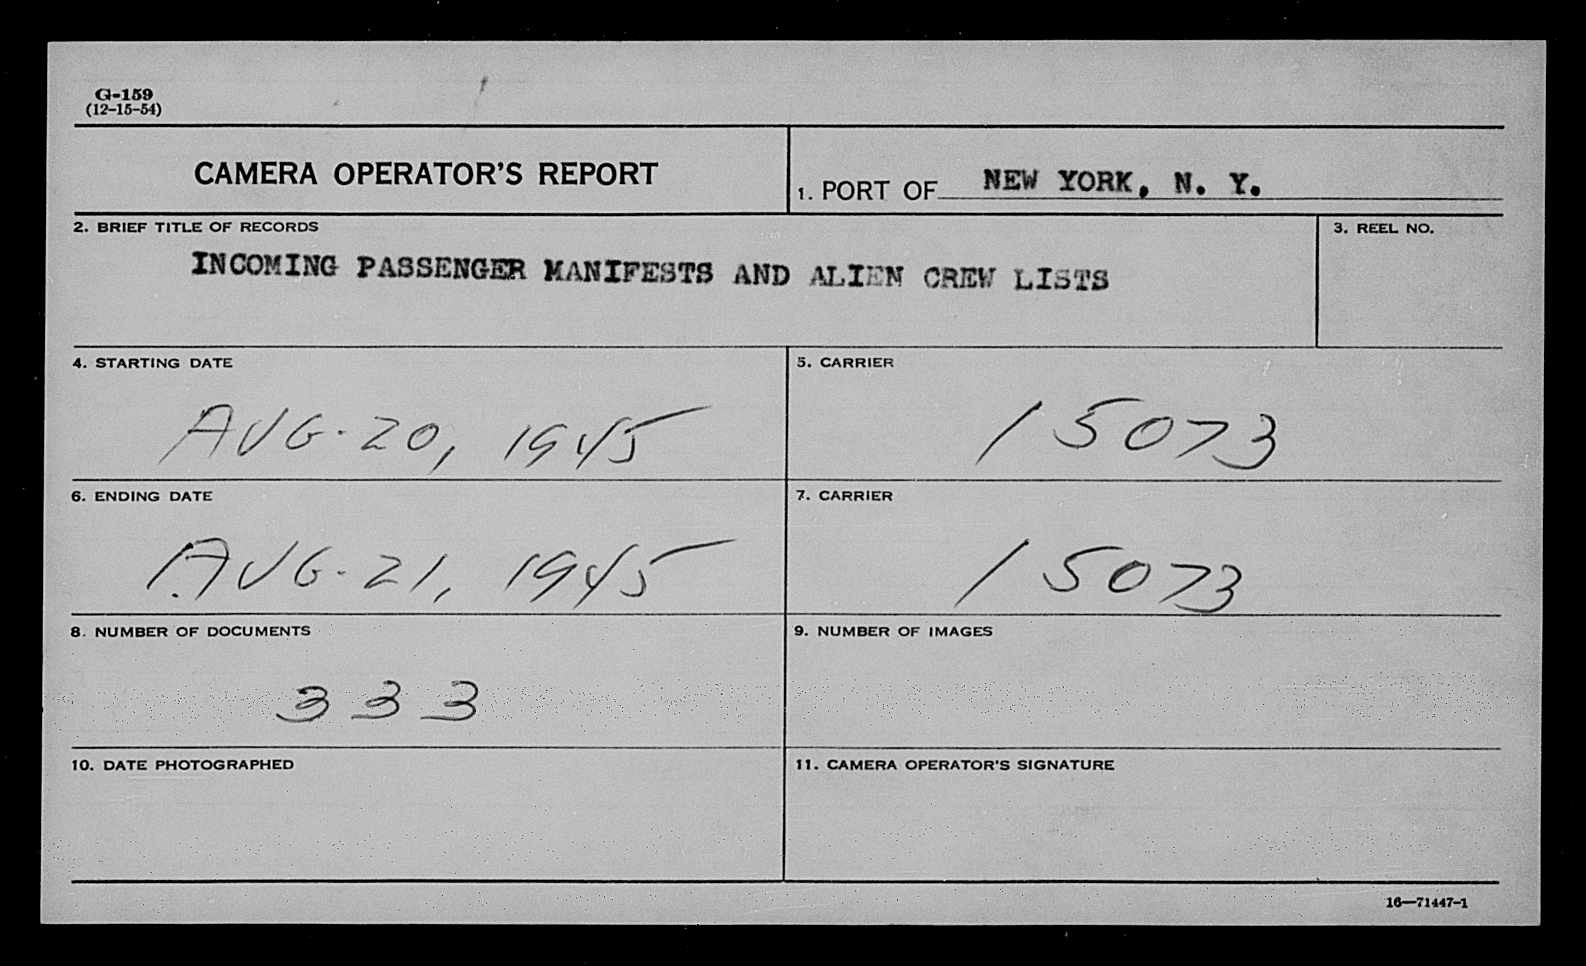 G-159
(12-15-54)
CAMERA OPERATOR'S REPORT
1. PORT OF NEW YORK, N. Y.
2. BRIEF TITLE OF RECORDS
INCOMING PASSENGER MANIFESTS AND ALIEN CREW LISTS
3. REEL NO.
4. STARTING DATE
AUG. 20, 1945
5. CARRIER
15073
6. ENDING DATE
AUG. 21, 1945
7. CARRIER
15073
8. NUMBER OF DOCUMENTS
333
9. NUMBER OF IMAGES
10. DATE PHOTOGRAPHED
11. CAMERA OPERATOR'S SIGNATURE
16—71447-1